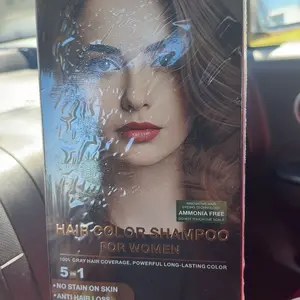 HAIR COLOR SHAMPOO
FOR WOMEN
AMMONIA FREE
100% GRAY HAIR COVERAGE, POWERFUL LONG-LASTING COLOR
5 in 1
•NO STAIN ON SKIN
•ANTI HAIR LOSS